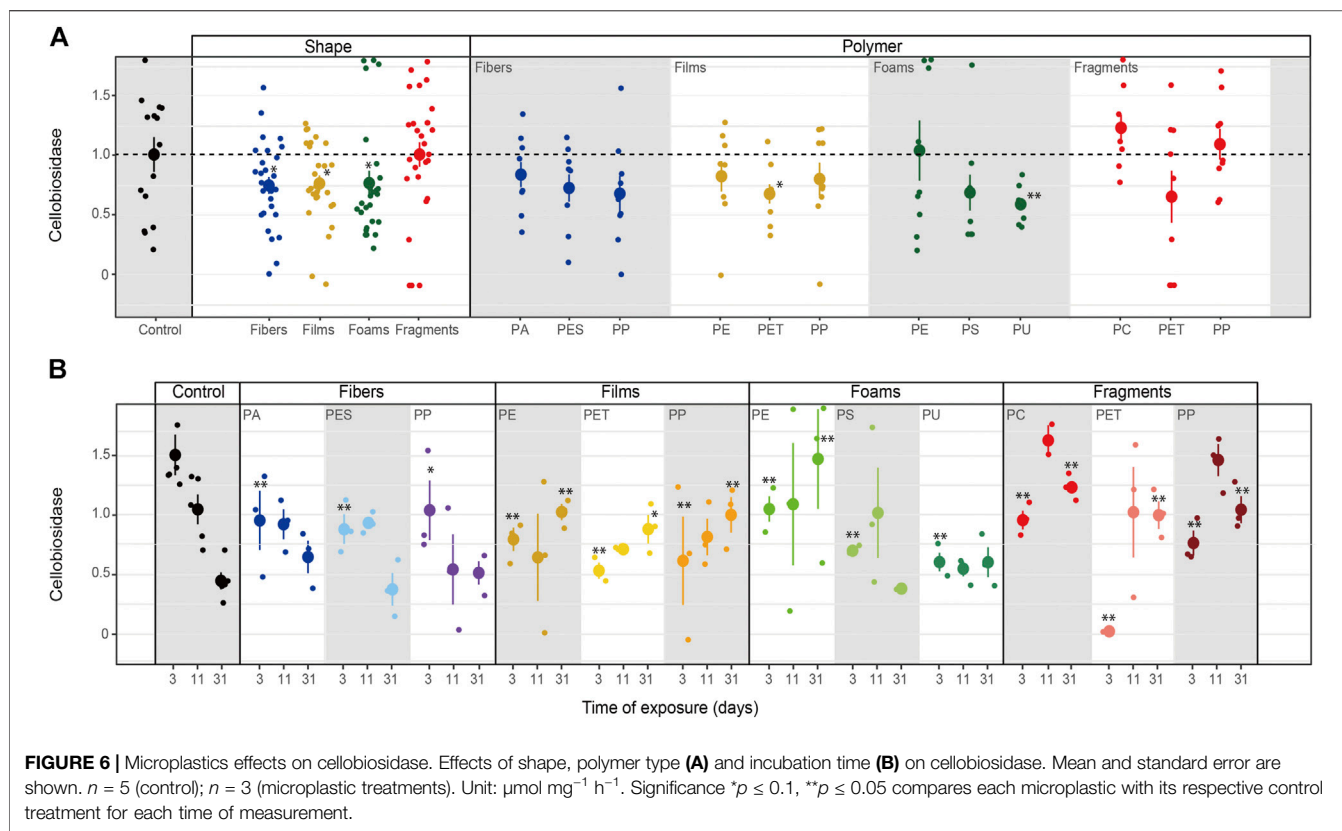 A
Shape Polymer
Fibers Films Foams Fragments
Cellobiosidase
1.5
1.0
0.5
0
* * * * **
Control Fibers Films Foams Fragments PA PES PP PE PET PP PE PS PU PC PET PP
B
Control Fibers Films Foams Fragments
PA PES PP PE PET PP PE PS PU PC PET PP
Cellobiosidase
1.5
1.0
0.5
0
** ** * ** ** ** * ** ** ** ** ** ** ** ** ** ** ** **
3 11 31 3 11 31 3 11 31 3 11 31 3 11 31 3 11 31 3 11 31 3 11 31 3 11 31 3 11 31 3 11 31 3 11 31 3 11 31
Time of exposure (days)
FIGURE 6 | Microplastics effects on cellobiosidase. Effects of shape, polymer type (A) and incubation time (B) on cellobiosidase. Mean and standard error are
shown. n = 5 (control); n = 3 (microplastic treatments). Unit: μmol mg⁻¹ h⁻¹. Significance *p ≤ 0.1, **p ≤ 0.05 compares each microplastic with its respective control
treatment for each time of measurement.